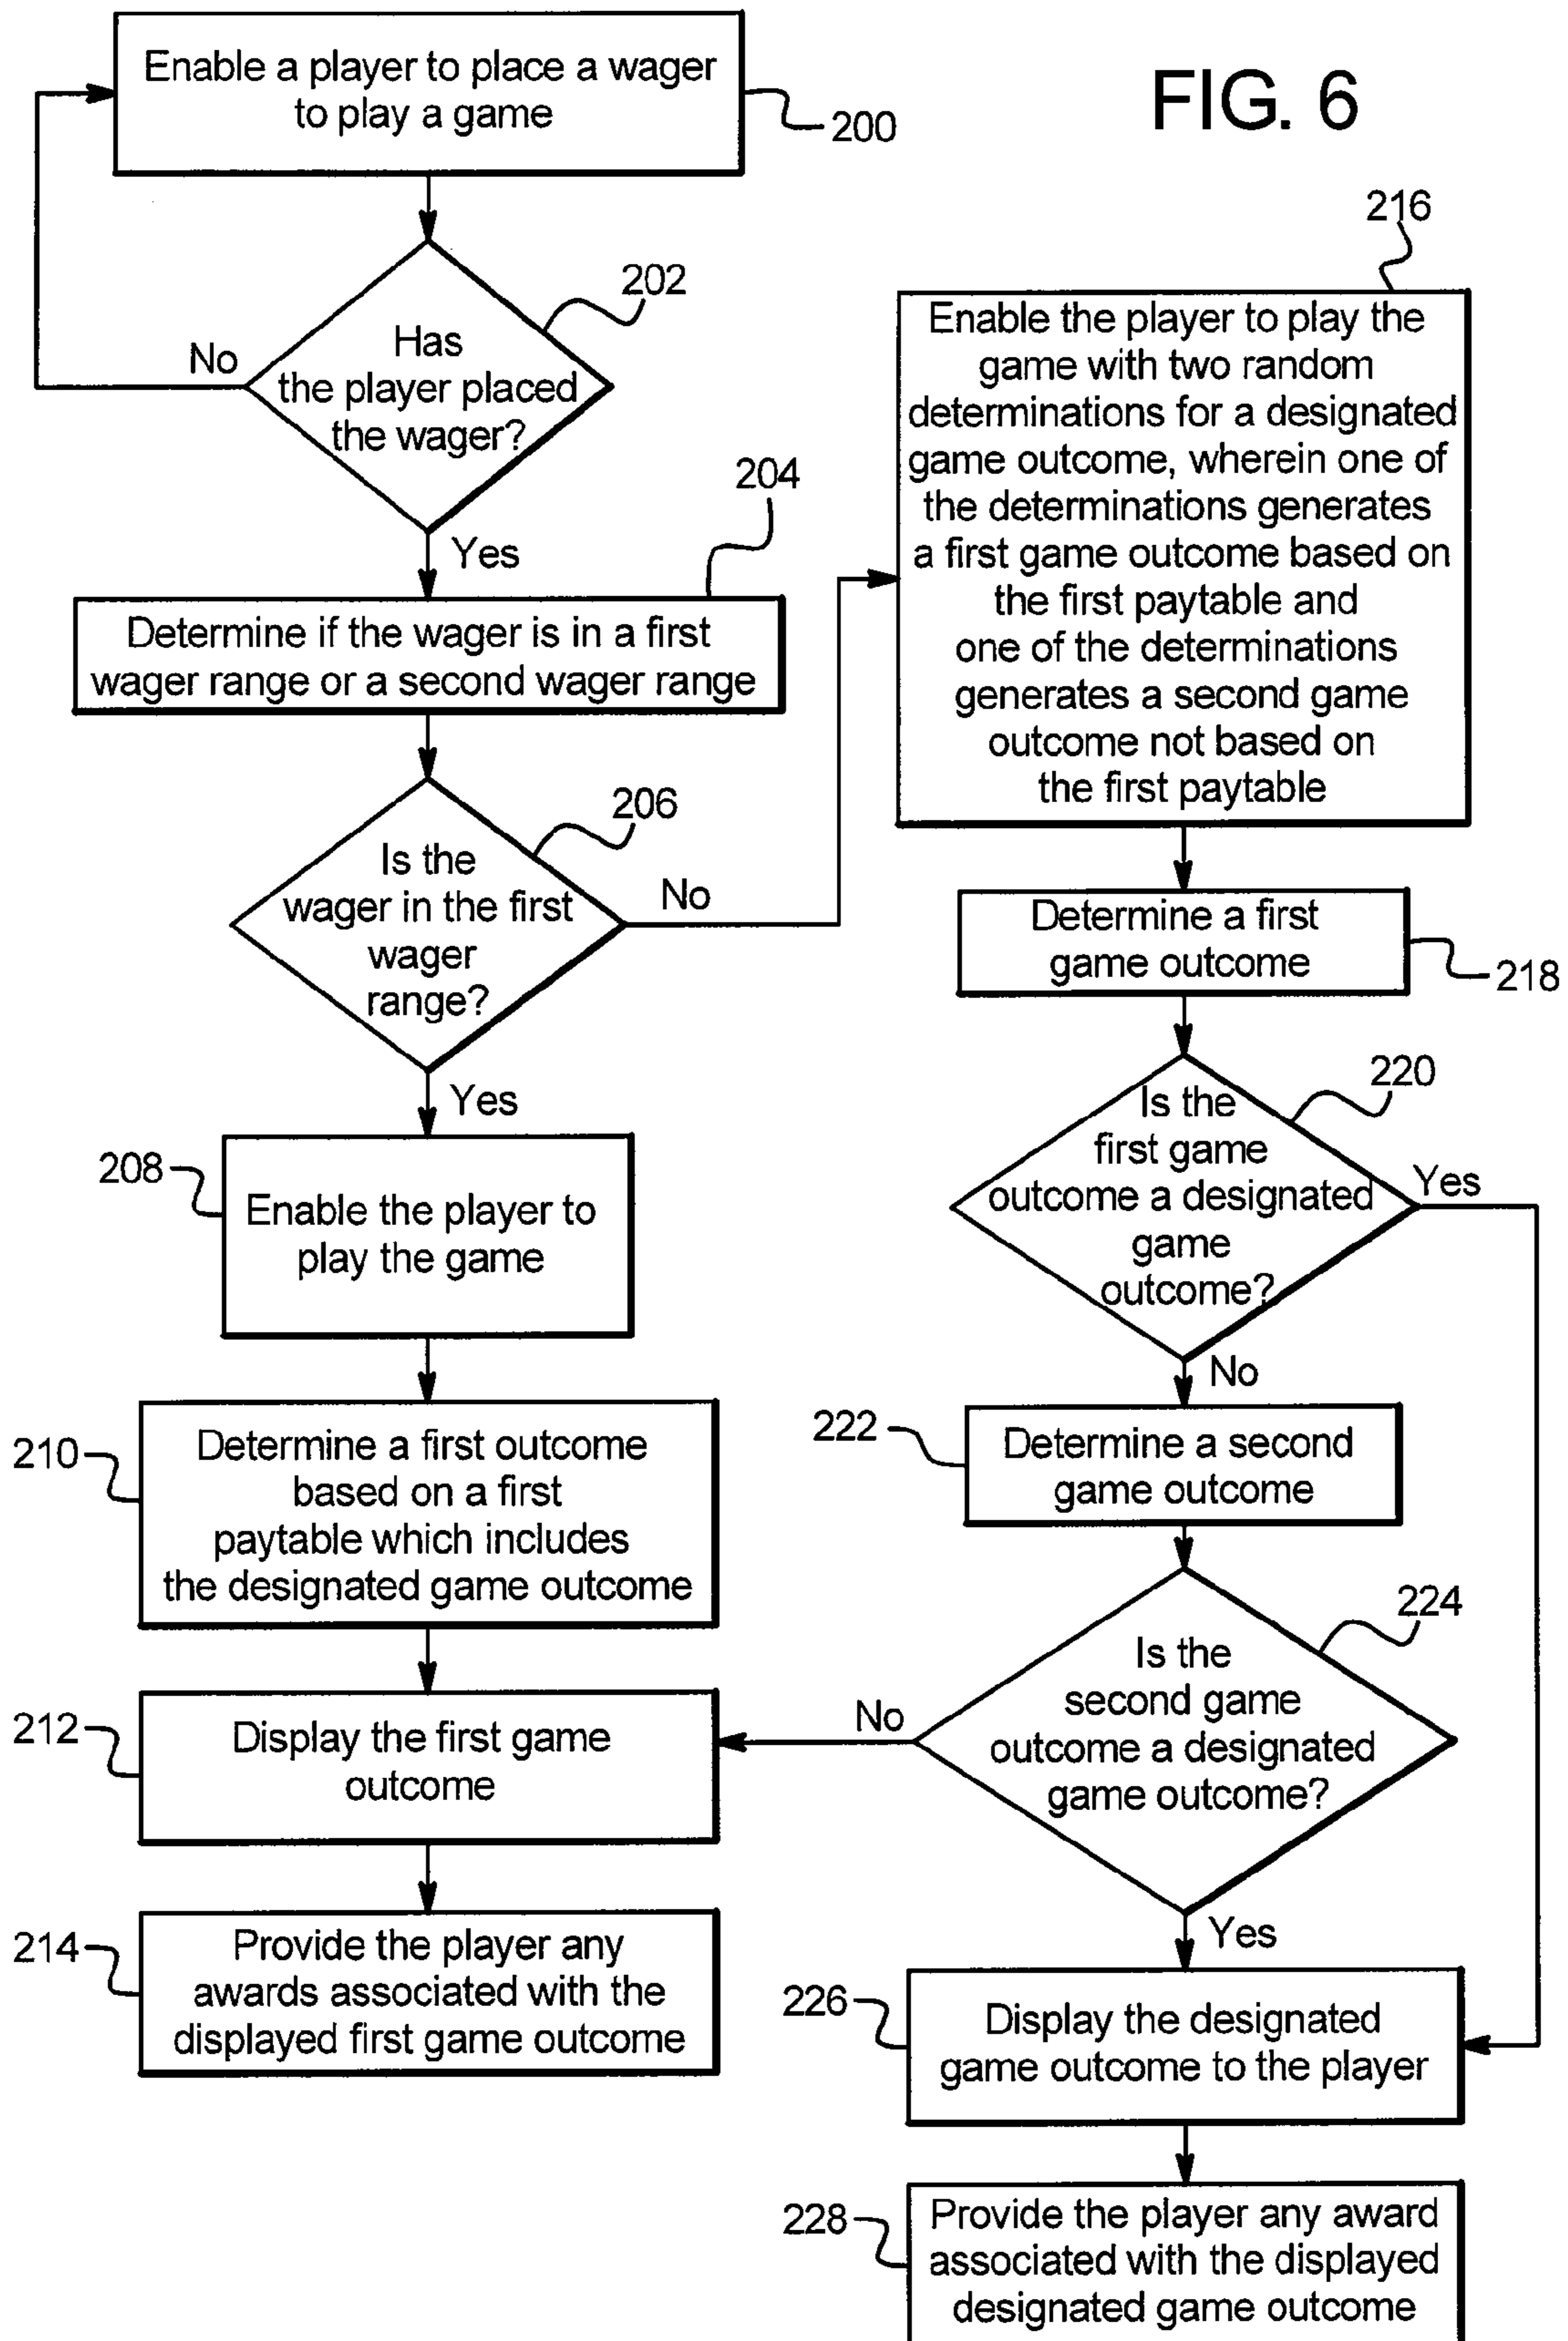 FIG. 6
Enable a player to place a wager
to play a game
200
202
Has
the player placed
the wager?
No
Yes
204
Determine if the wager is in a first
wager range or a second wager range
206
Is the
wager in the first
wager
range?
No
Yes
208
Enable the player to
play the game
210
Determine a first outcome
based on a first
paytable which includes
the designated game outcome
212
Display the first game
outcome
214
Provide the player any
awards associated with the
displayed first game outcome
216
Enable the player to play the
game with two random
determinations for a designated
game outcome, wherein one of
the determinations generates
a first game outcome based on
the first paytable and
one of the determinations
generates a second game
outcome not based on
the first paytable
Determine a first
game outcome
218
220
Is the
first game
outcome a designated
game
outcome?
Yes
No
222
Determine a second
game outcome
224
Is the
second game
outcome a designated
game outcome?
No
Yes
226
Display the designated
game outcome to the player
228
Provide the player any award
associated with the displayed
designated game outcome